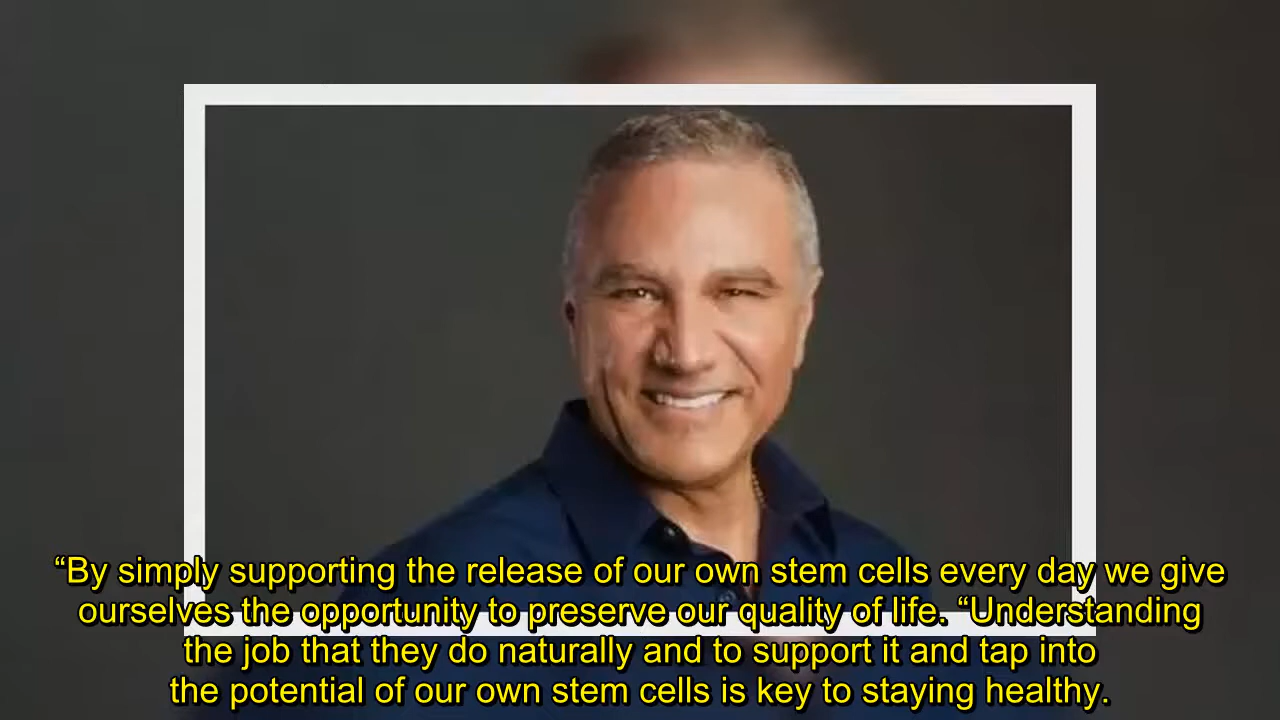 “By simply supporting the release of our own stem cells every day we give
ourselves the opportunity to preserve our quality of life. “Understanding
the job that they do naturally and to support it and tap into
the potential of our own stem cells is key to staying healthy.